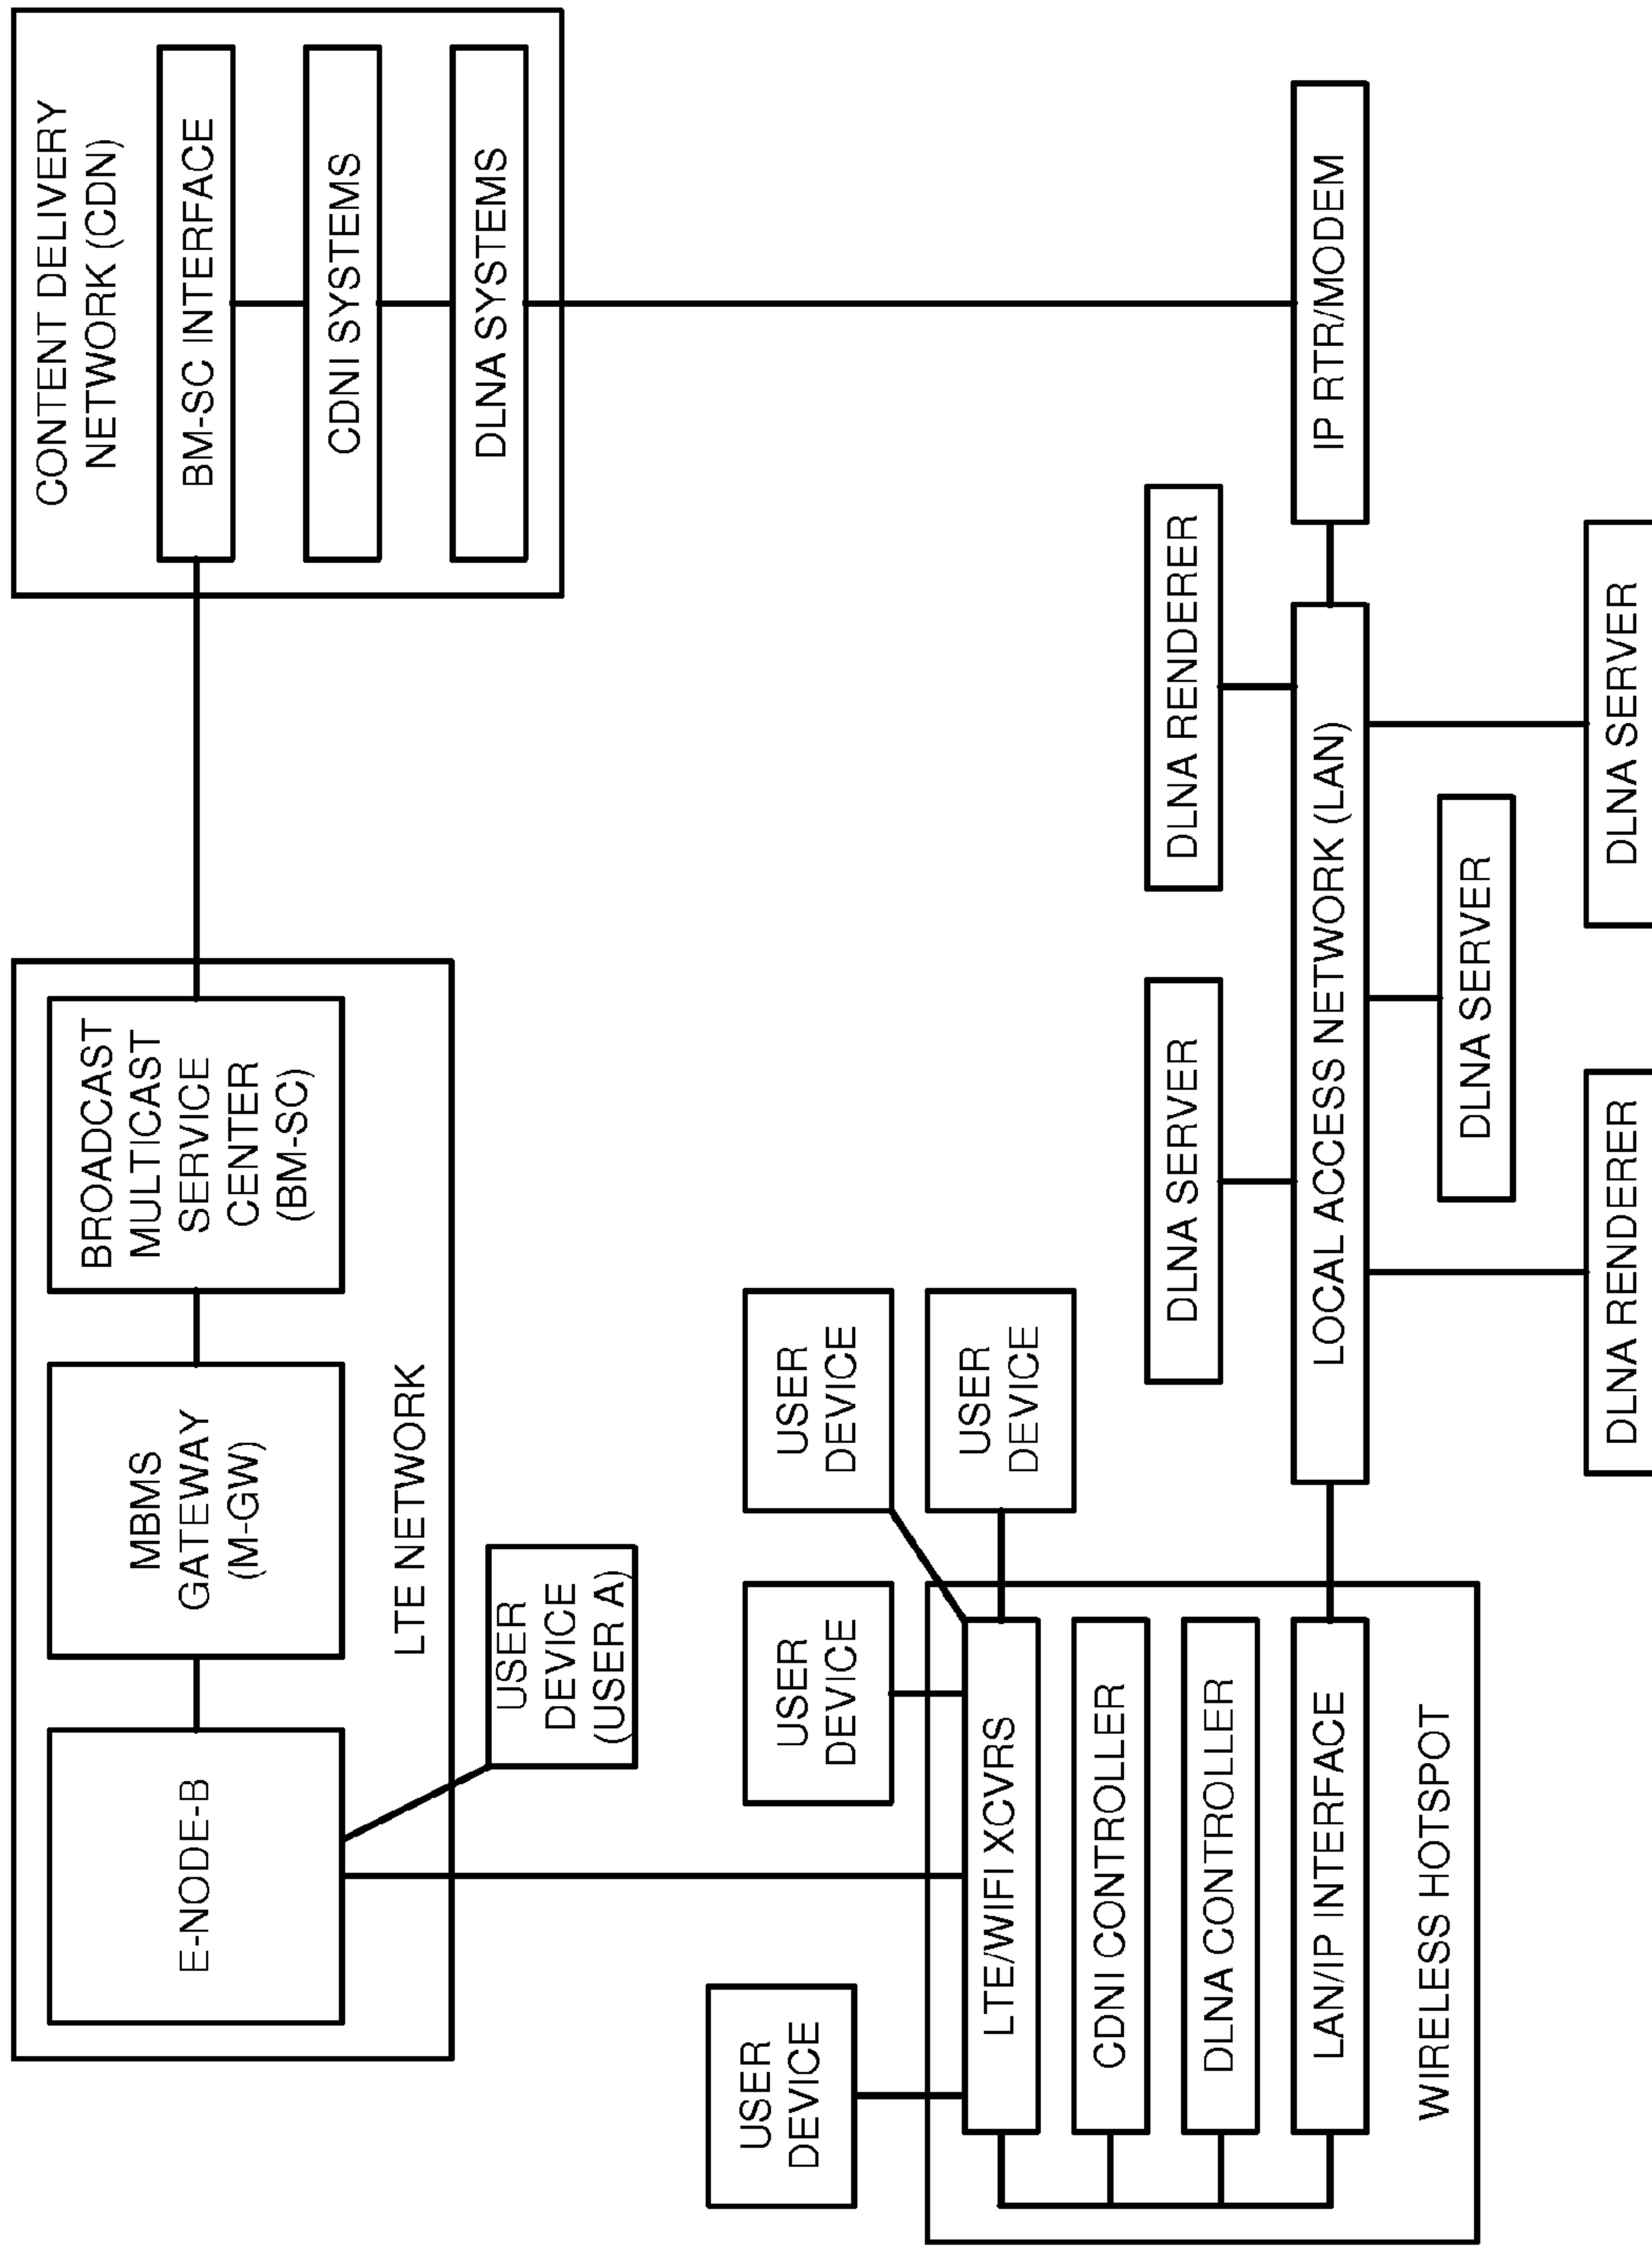 E-NODE-B
MBMS
GATEWAY
(M-GW)
BROADCAST
MULTICAST
SERVICE
CENTER
(BM-SC)
LTE NETWORK
CONTENT DELIVERY
NETWORK (CDN)
BM-SC INTERFACE
CDNI SYSTEMS
DLNA SYSTEMS
USER
DEVICE
(USER A)
USER
DEVICE
USER
DEVICE
USER
DEVICE
USER
DEVICE
LTE/WIFI XCVRS
CDNI CONTROLLER
DLNA CONTROLLER
LAN/IP INTERFACE
WIRELESS HOTSPOT
DLNA SERVER
DLNA RENDERER
LOCAL ACCESS NETWORK (LAN)
IP RTR/MODEM
DLNA SERVER
DLNA RENDERER
DLNA SERVER